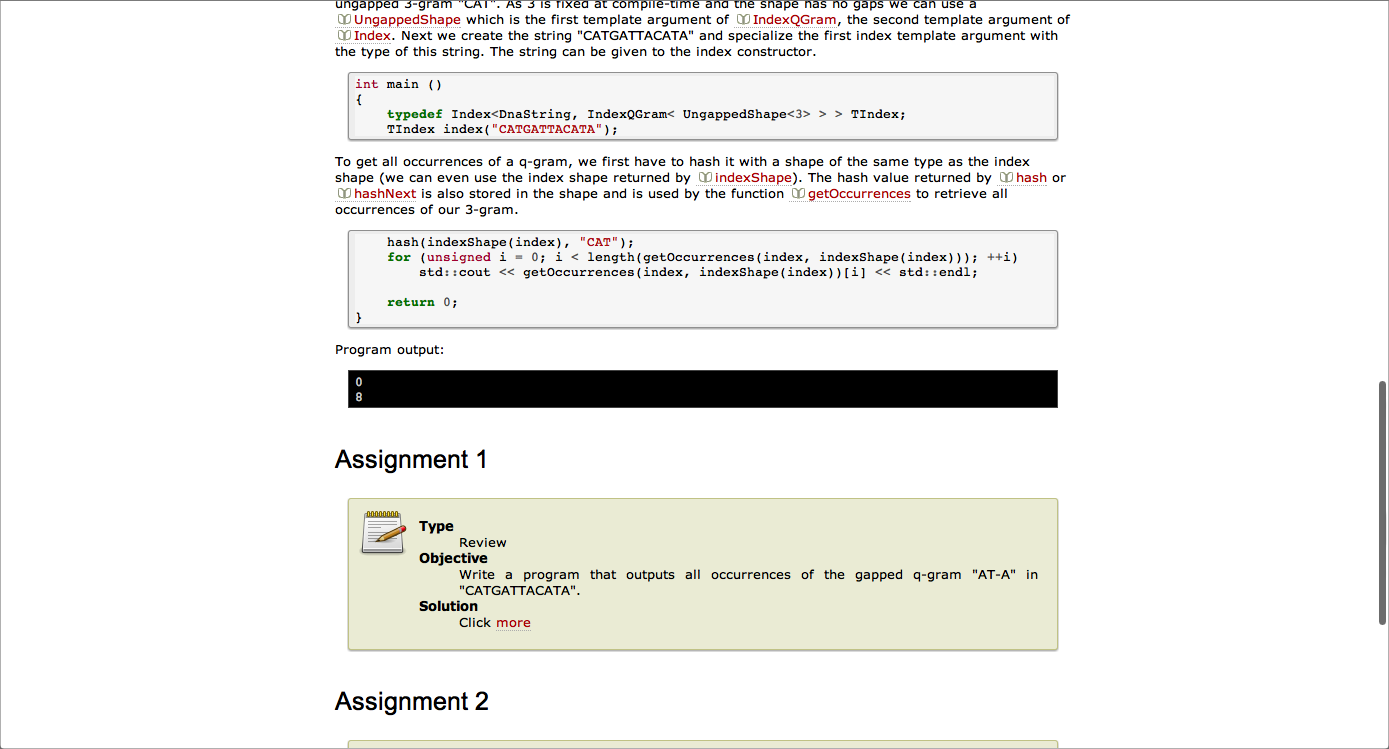 ungapped 3-gram "CAT". As 3 is fixed at compile-time and the shape has no gaps we can use a
UngappedShape which is the first template argument of IndexQGram, the second template argument of
Index. Next we create the string "CATGATTACATA" and specialize the first index template argument with
the type of this string. The string can be given to the index constructor.
int main ()
{
    typedef Index<DnaString, IndexQGram< UngappedShape<3> > > TIndex;
    TIndex index("CATGATTACATA");
To get all occurrences of a q-gram, we first have to hash it with a shape of the same type as the index
shape (we can even use the index shape returned by indexShape). The hash value returned by hash or
hashNext is also stored in the shape and is used by the function getOccurrences to retrieve all
occurrences of our 3-gram.
    hash(indexShape(index), "CAT");
    for (unsigned i = 0; i < length(getOccurrences(index, indexShape(index))); ++i)
        std::cout << getOccurrences(index, indexShape(index))[i] << std::endl;
    return 0;
}
Program output:
0
8
Assignment 1
Type
Review
Objective
Write a program that outputs all occurrences of the gapped q-gram "AT-A" in
"CATGATTACATA".
Solution
Click more
Assignment 2